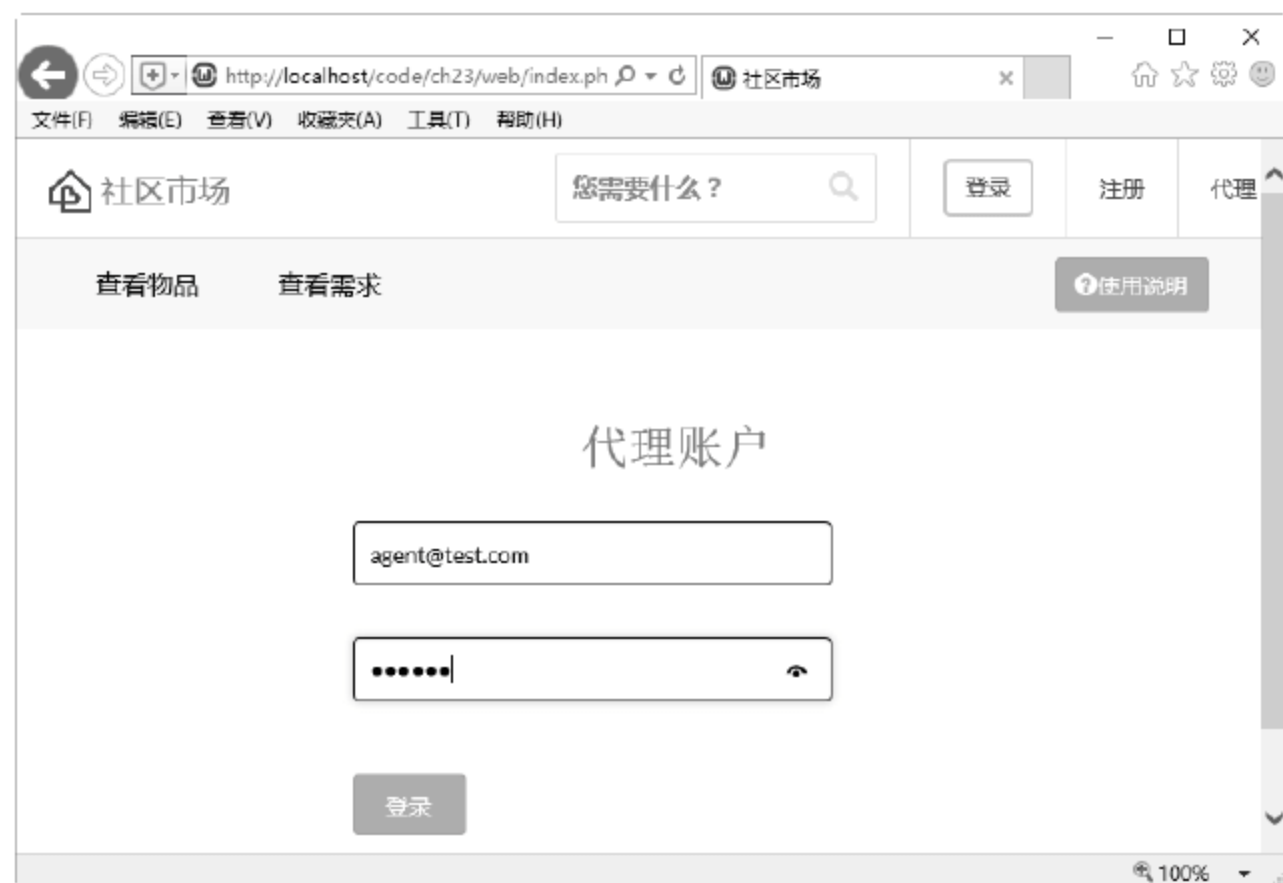 http://localhost/code/ch23/web/index.ph
社区市场
文件(F) 编辑(E) 查看(V) 收藏夹(A) 工具(T) 帮助(H)
社区市场
您需要什么？
登录
注册
代理
查看物品
查看需求
使用说明
代理账户
agent@test.com
••••••
登录
100%